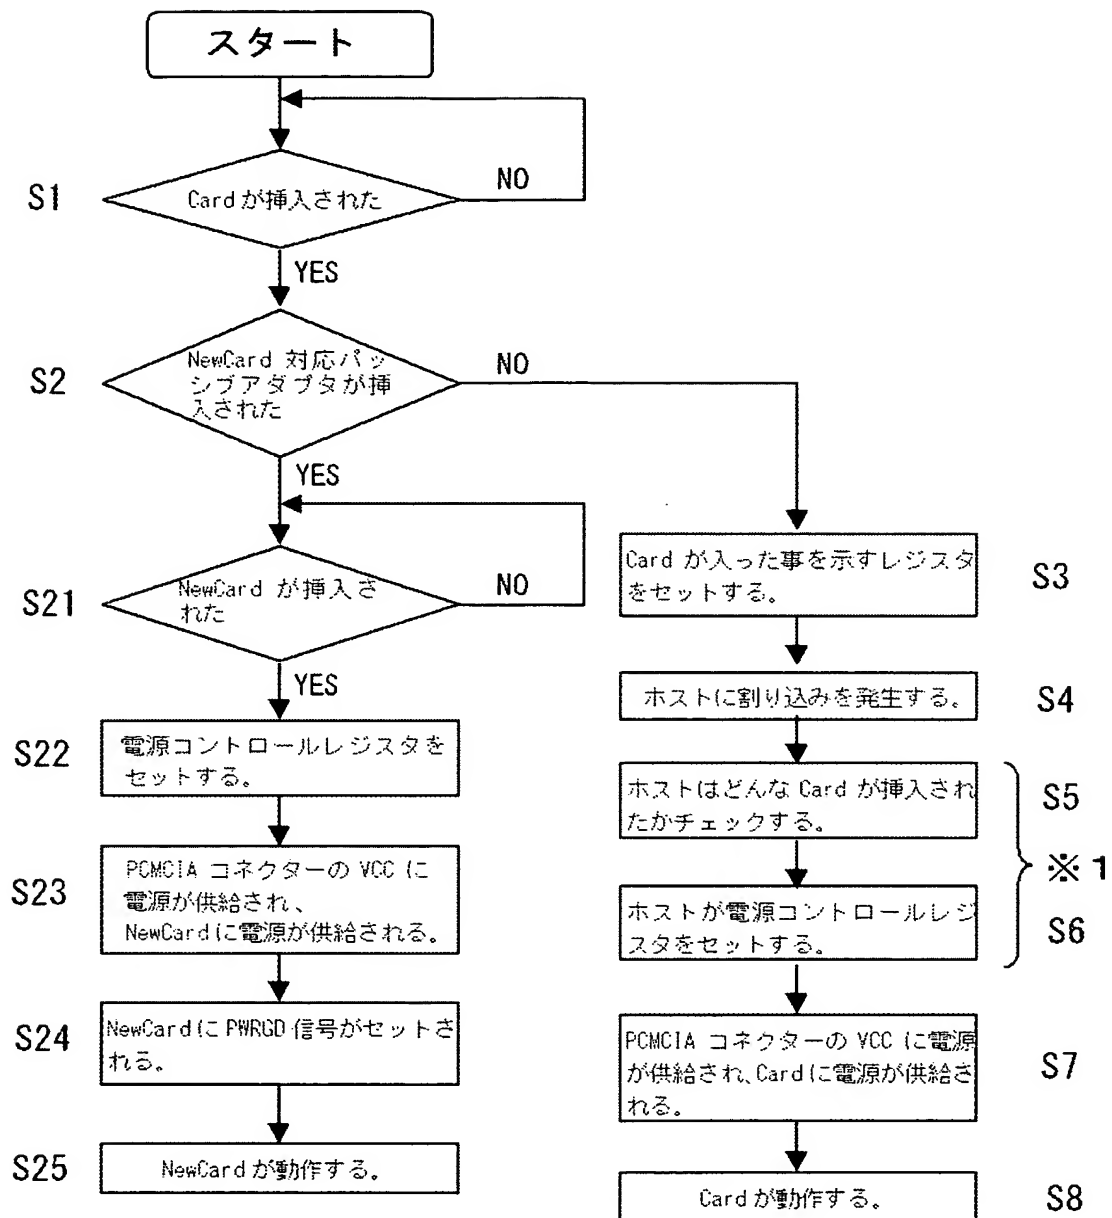 スタート
S1
Cardが挿入された
NO
YES
S2
NewCard 対応パッ
シブアダプタが挿
入された
NO
YES
S21
NewCard が挿入さ
れた
NO
YES
S22
電源コントロールレジスタを
セットする。
S23
PCMCIA コネクターの VCC に
電源が供給され、
NewCardに電源が供給される。
S24
NewCardに PWRGD 信号がセットさ
れる。
S25
NewCardが動作する。
Card が入った事を示すレジスタ
をセットする。
S3
ホストに割り込みを発生する。
S4
ホストはどんな Card が挿入され
たかチェックする。
S5
※1
ホストが電源コントロールレジ
スタをセットする。
S6
PCMCIA コネクターの VCC に電源
が供給され、Cardに電源が供給さ
れる。
S7
Cardが動作する。
S8